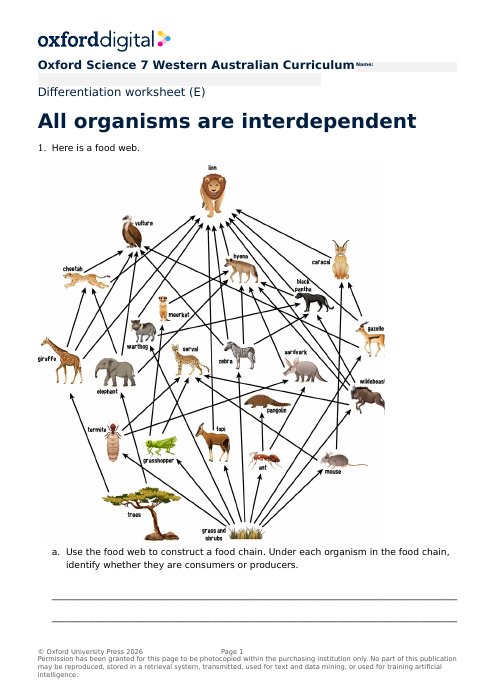 oxforddigital
Oxford Science 7 Western Australian Curriculum Name:
Differentiation worksheet (E)
All organisms are interdependent
1. Here is a food web.
lion
vulture
hyena
caracal
cheetah
black
panther
meerkat
gazelle
warthog
giraffe
serval
zebra
aardvark
elephant
wildebeast
pangolin
termite
topi
grasshopper
ant
mouse
trees
grass and
shrubs
a. Use the food web to construct a food chain. Under each organism in the food chain,
identify whether they are consumers or producers.
© Oxford University Press 2026 Page 1
Permission has been granted for this page to be photocopied within the purchasing institution only. No part of this publication
may be reproduced, stored in a retrieval system, transmitted, used for text and data mining, or used for training artificial
intelligence.